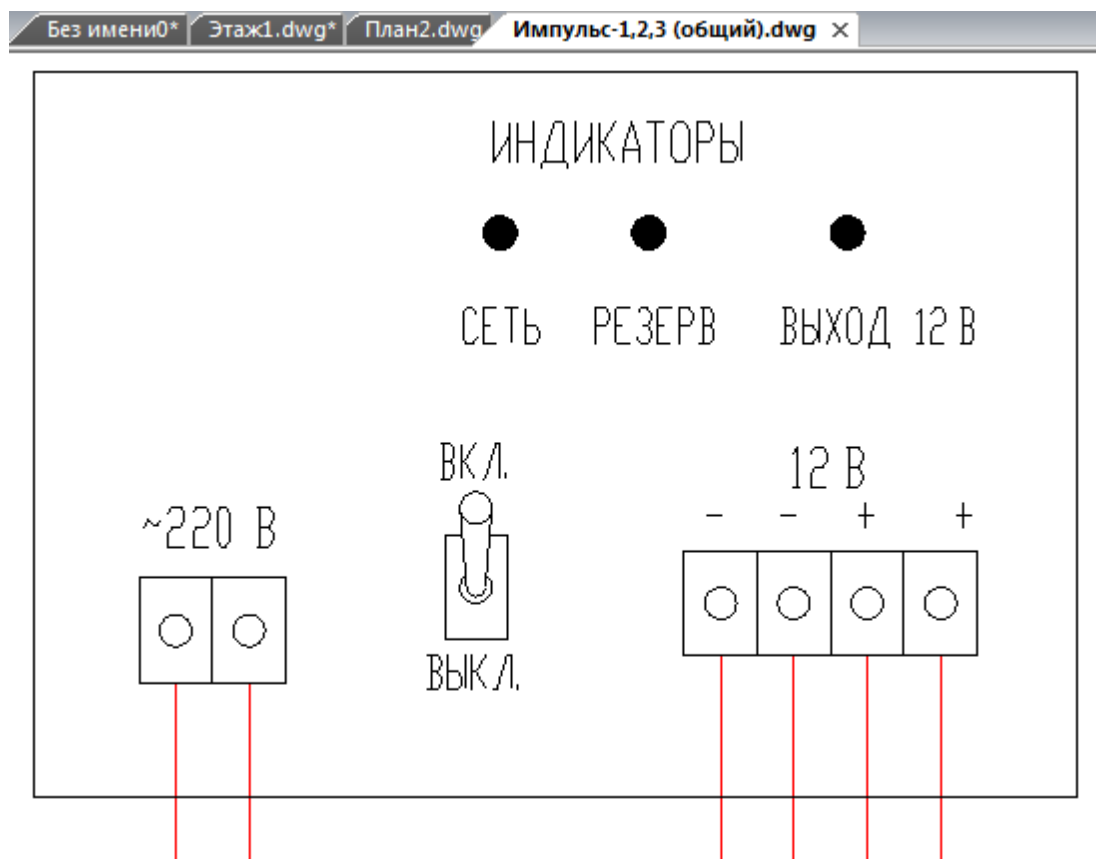 Без имени0* Этаж1.dwg* План2.dwg Импульс-1,2,3 (общий).dwg ×
ИНДИКАТОРЫ
СЕТЬ РЕЗЕРВ ВЫХОД 12 В
ВКЛ. 12 В
- - + +
~220 В
ВЫКЛ.